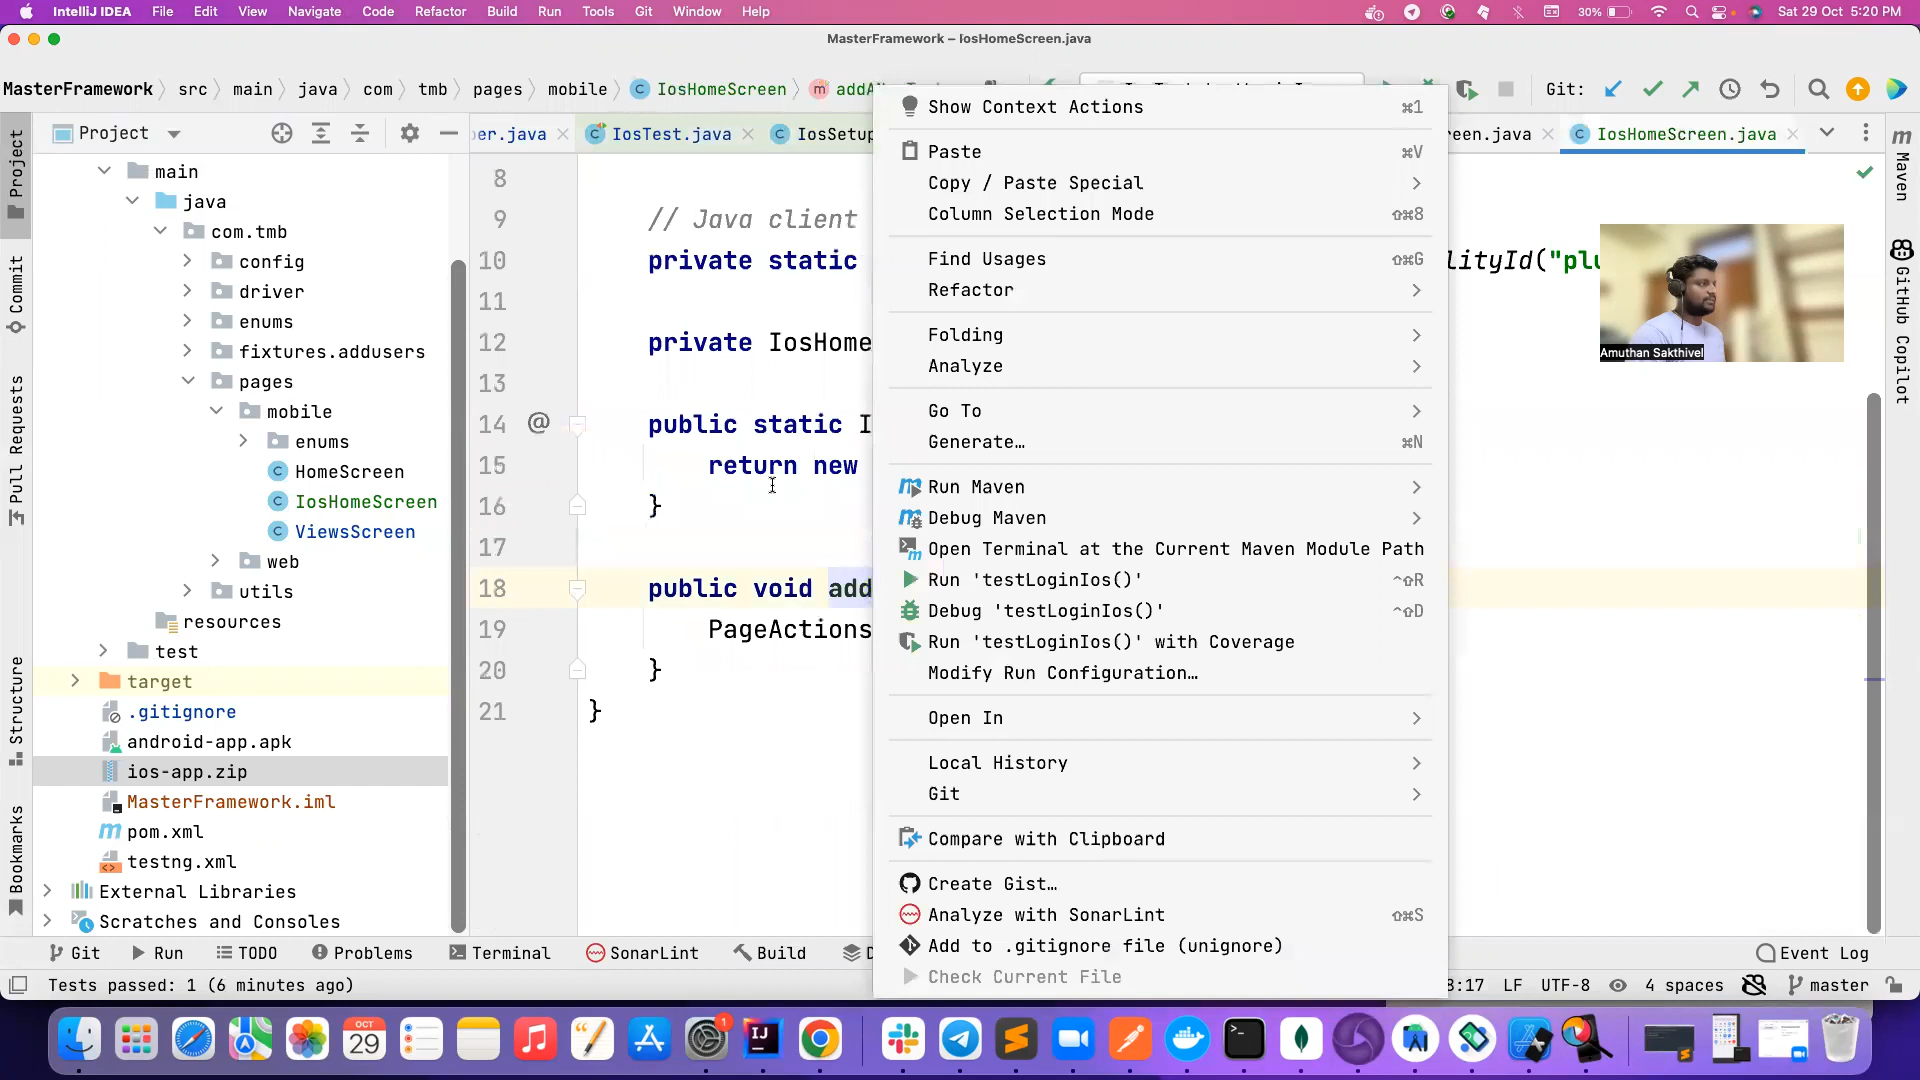 IntelliJ IDEA File Edit View Navigate Code Refactor Build Run Tools Git Window Help 30% Sat 29 Oct 5:20 PM
MasterFramework – IosHomeScreen.java
MasterFramework src main java com tmb pages mobile IosHomeScreen Git:
Project
IosTest.java
IosHomeScreen.java
main
java
com.tmb
config
driver
enums
fixtures.addusers
pages
mobile
enums
HomeScreen
IosHomeScreen
ViewsScreen
web
utils
resources
test
target
.gitignore
android-app.apk
ios-app.zip
MasterFramework.iml
pom.xml
testng.xml
External Libraries
Scratches and Consoles
8
9 // Java client
10 private static
11
12 private IosHome
13
14 @ public static I
15 return new
16 }
17
18 public void add
19 PageActions
20 }
21 }
Show Context Actions ⌘1
Paste ⌘V
Copy / Paste Special
Column Selection Mode ⇧⌘8
Find Usages ⇧⌘G
Refactor
Folding
Analyze
Go To
Generate… ⌘N
Run Maven
Debug Maven
Open Terminal at the Current Maven Module Path
Run 'testLoginIos()' ⌃⇧R
Debug 'testLoginIos()' ⌃⇧D
Run 'testLoginIos()' with Coverage
Modify Run Configuration…
Open In
Local History
Git
Compare with Clipboard
Create Gist…
Analyze with SonarLint ⇧⌘S
Add to .gitignore file (unignore)
Check Current File
Amuthan Sakthivel
Project
Commit
Pull Requests
Structure
Bookmarks
Maven
GitHub Copilot
Git Run TODO Problems Terminal SonarLint Build Event Log
Tests passed: 1 (6 minutes ago) LF UTF-8 4 spaces master
OCT
29